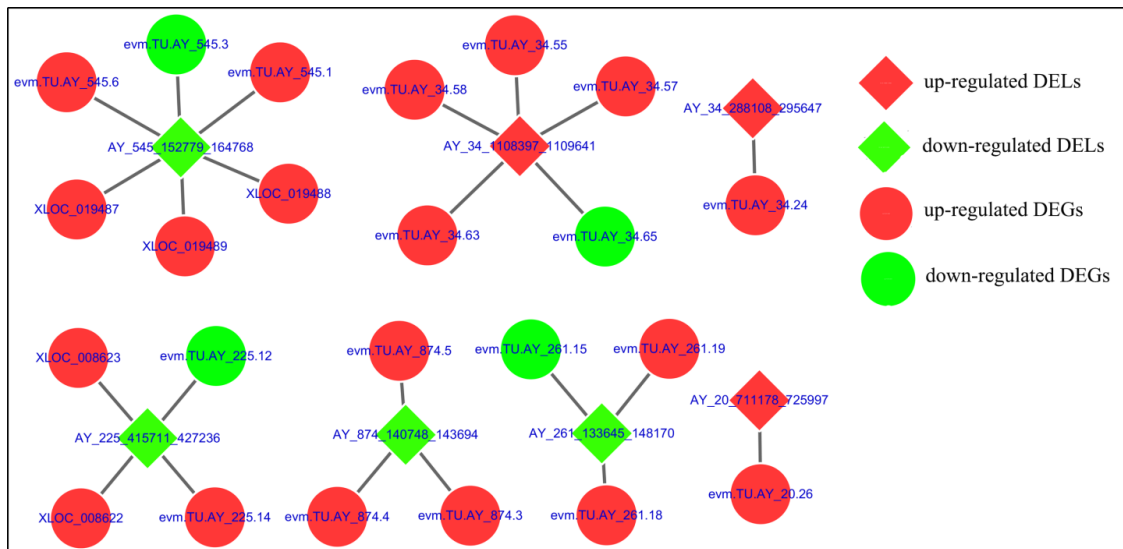 evm.TU.AY_545.3
evm.TU.AY_545.6
evm.TU.AY_545.1
AY_545_152779_164768
XLOC_019487
XLOC_019488
XLOC_019489
evm.TU.AY_34.55
evm.TU.AY_34.58
evm.TU.AY_34.57
AY_34_1108397_1109641
evm.TU.AY_34.63
evm.TU.AY_34.65
AY_34_288108_295647
evm.TU.AY_34.24
up-regulated DELs
down-regulated DELs
up-regulated DEGs
down-regulated DEGs
XLOC_008623
evm.TU.AY_225.12
AY_225_415711_427236
XLOC_008622
evm.TU.AY_225.14
evm.TU.AY_874.5
AY_874_140748_143694
evm.TU.AY_874.4
evm.TU.AY_874.3
evm.TU.AY_261.15
evm.TU.AY_261.19
AY_261_133645_148170
evm.TU.AY_261.18
AY_20_711178_725997
evm.TU.AY_20.26